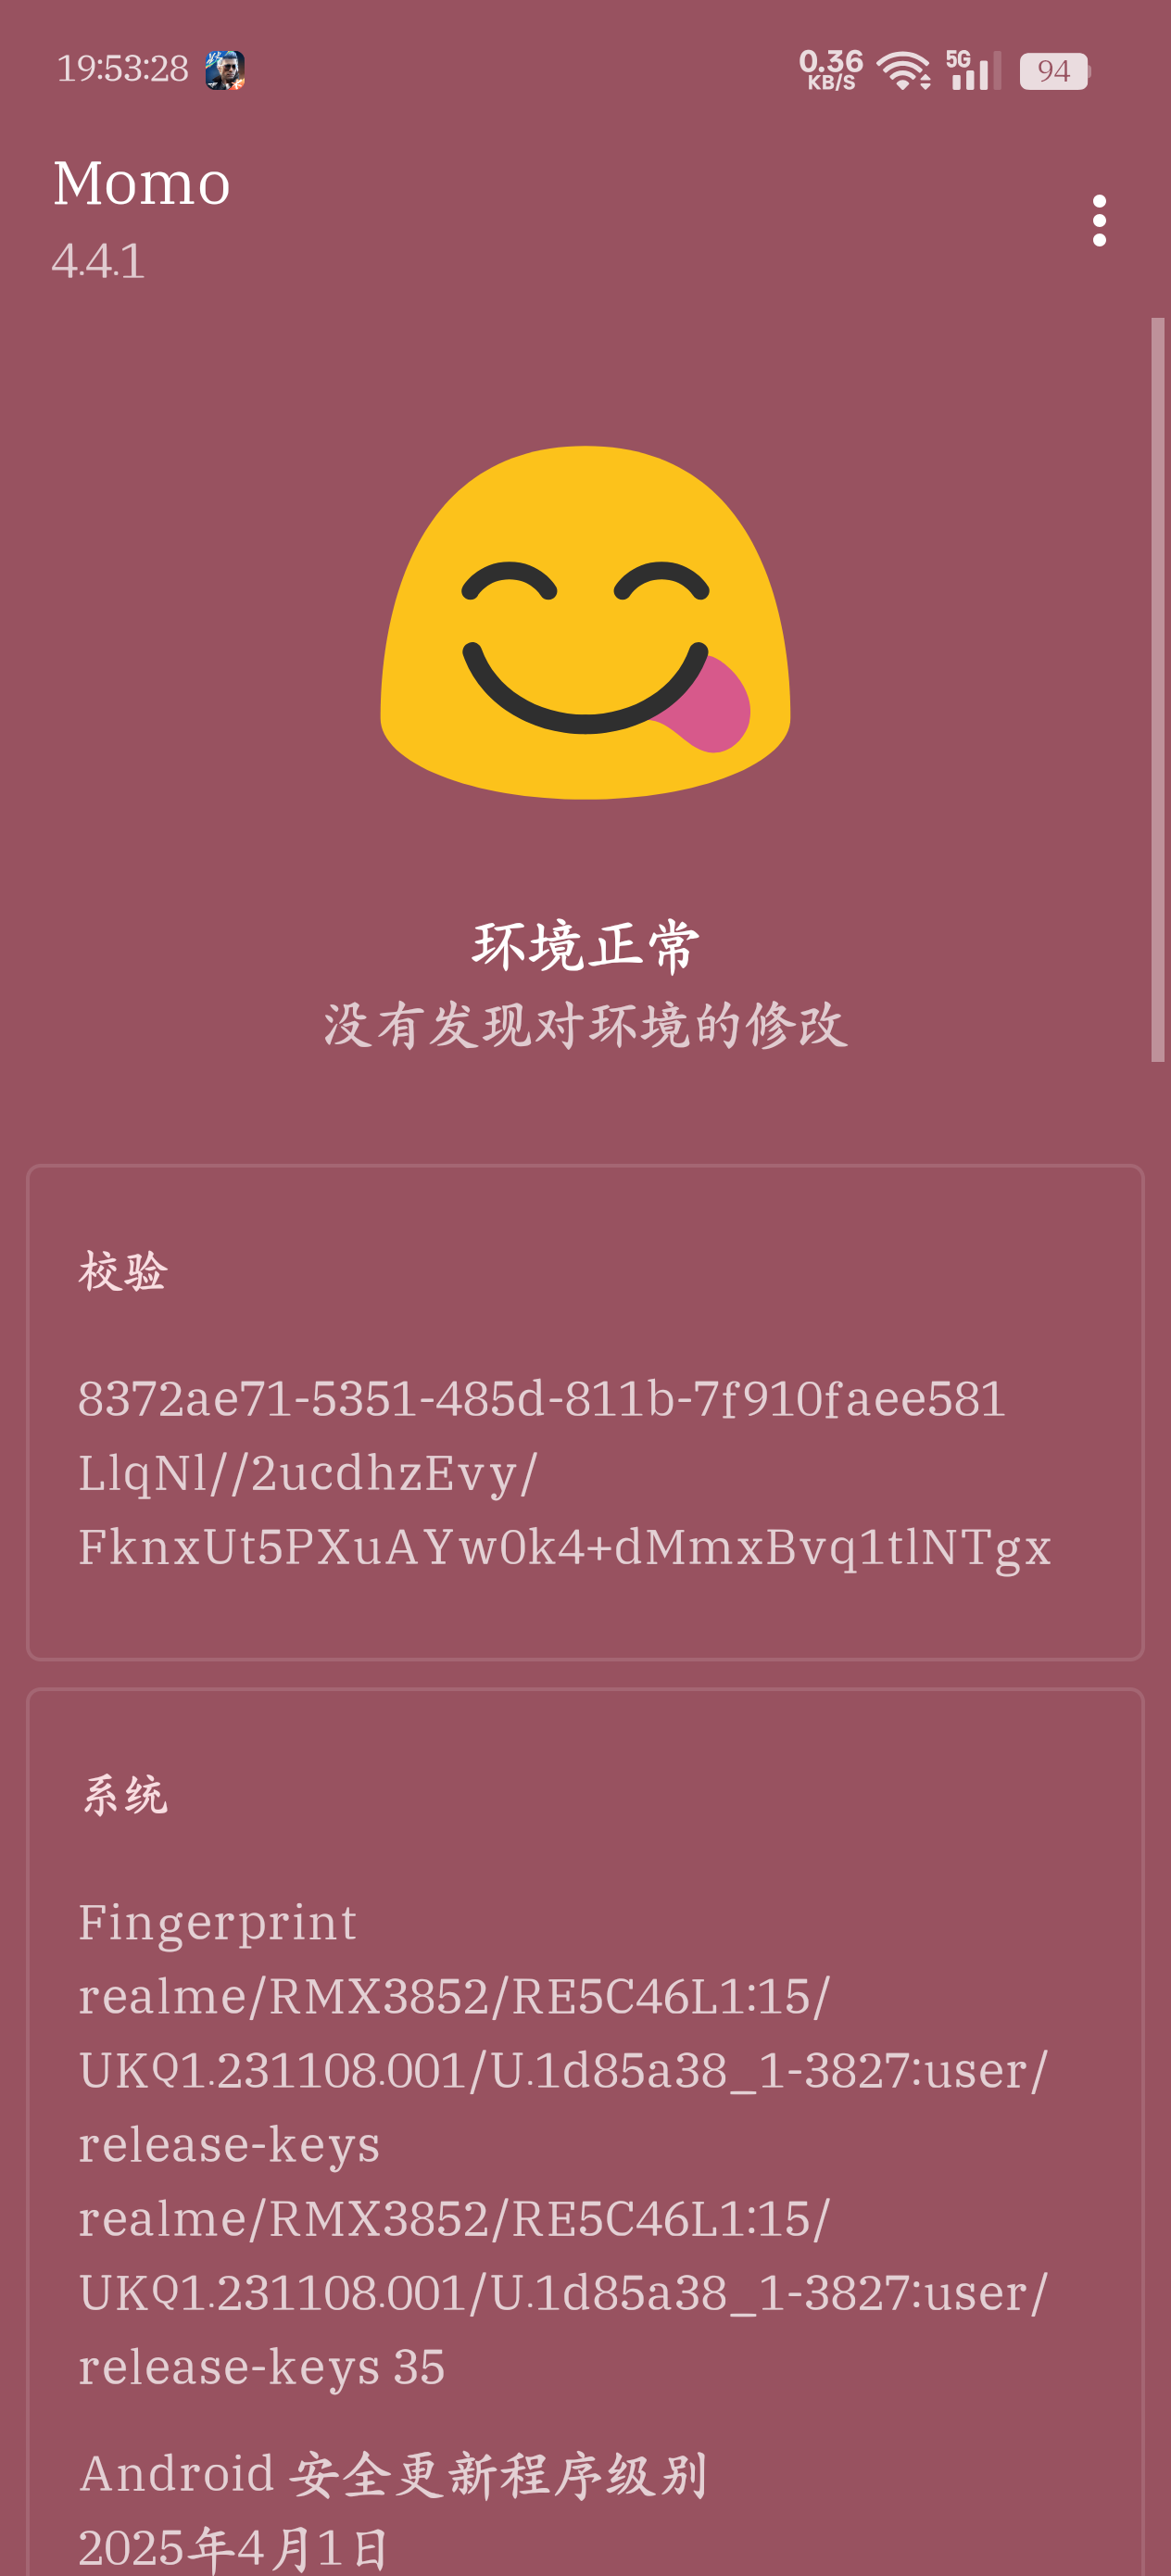 19:53:28
0.36
KB/S
5G
94
Momo
4.4.1
环境正常
没有发现对环境的修改
校验
8372ae71-5351-485d-811b-7f910faee581
LlqNl//2ucdhzEvy/
FknxUt5PXuAYw0k4+dMmxBvq1tlNTgx
系统
Fingerprint
realme/RMX3852/RE5C46L1:15/
UKQ1.231108.001/U.1d85a38_1-3827:user/
release-keys
realme/RMX3852/RE5C46L1:15/
UKQ1.231108.001/U.1d85a38_1-3827:user/
release-keys 35
Android 安全更新程序级别
2025年4月1日